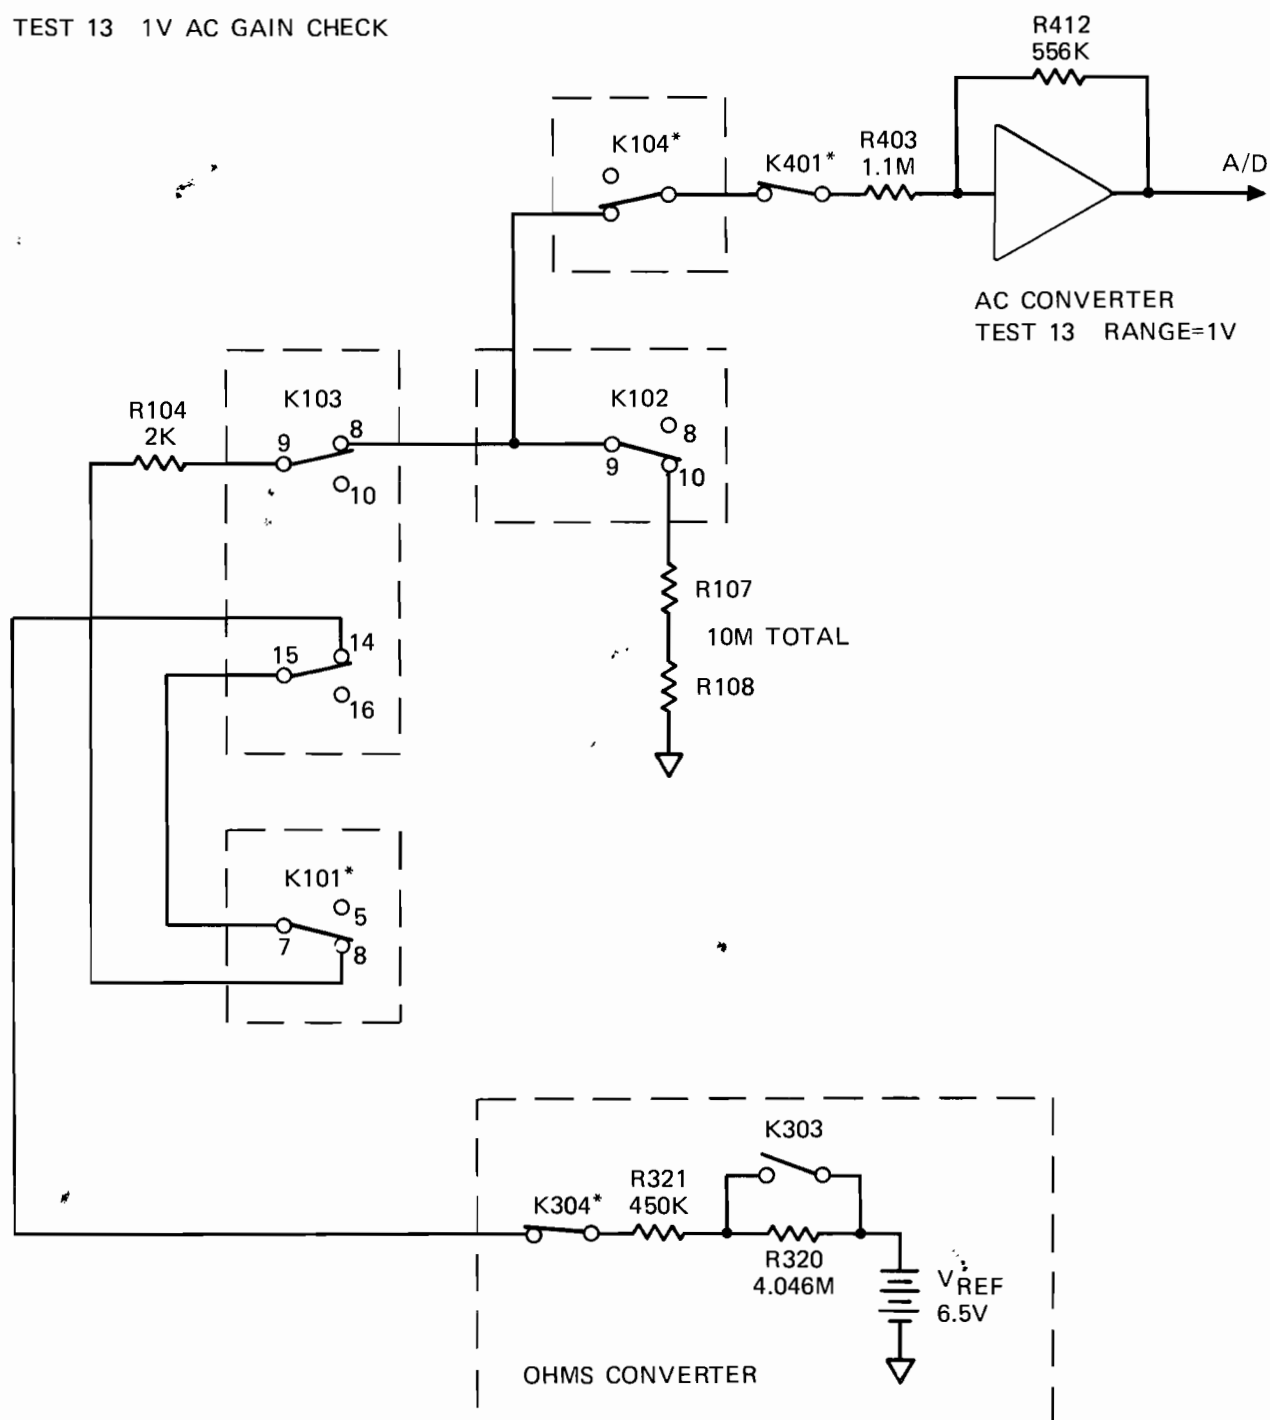 TEST 13 1V AC GAIN CHECK
R412
556K
K104*
K401*
R403
1.1M
A/D
AC CONVERTER
TEST 13 RANGE=1V
K103
K102
R104
2K
9
8
10
9
8
10
R107
10M TOTAL
R108
15
14
16
K101*
5
7
8
K303
K304*
R321
450K
R320
4.046M
VREF
6.5V
OHMS CONVERTER